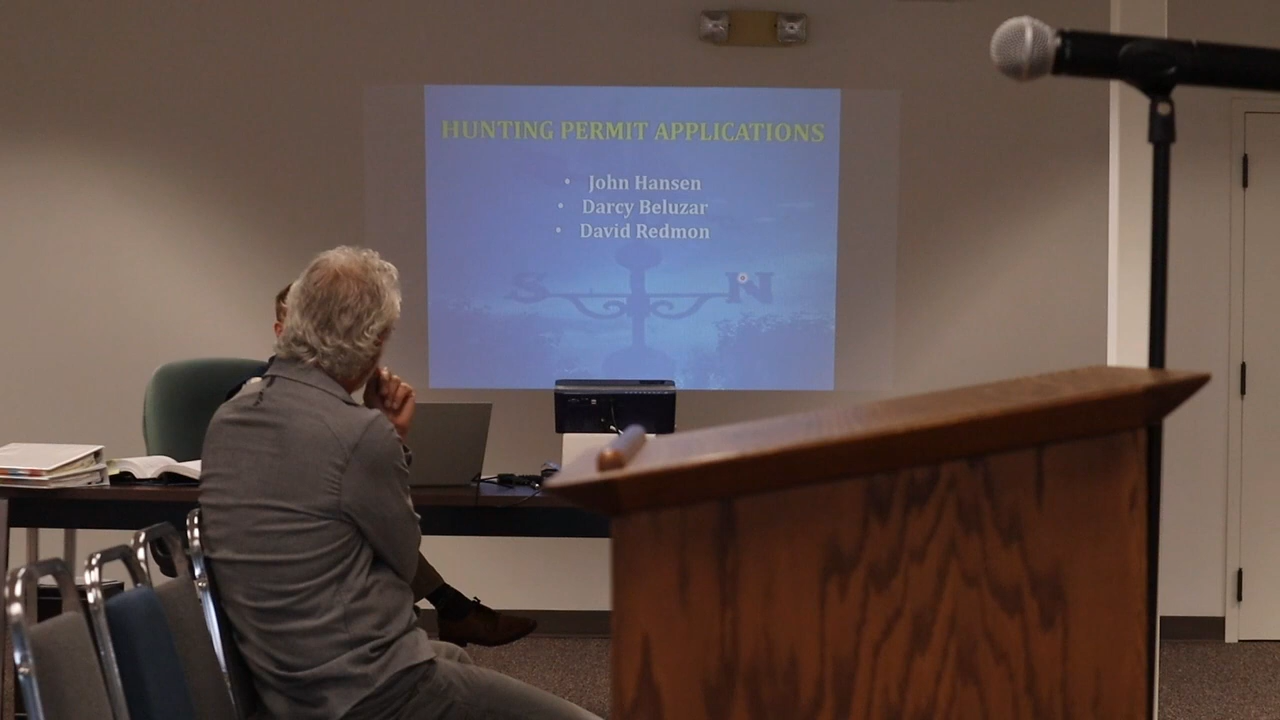 HUNTING PERMIT APPLICATIONS
• John Hansen
• Darcy Beluzar
• David Redmon
S N